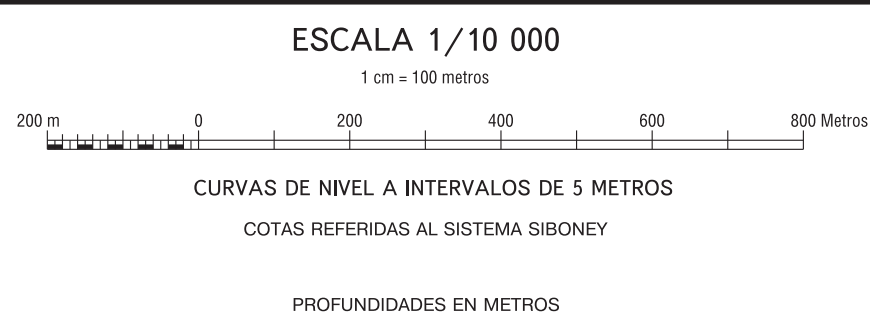 ESCALA 1/10 000
1 cm = 100 metros
200 m 0 200 400 600 800 Metros
CURVAS DE NIVEL A INTERVALOS DE 5 METROS
COTAS REFERIDAS AL SISTEMA SIBONEY
PROFUNDIDADES EN METROS